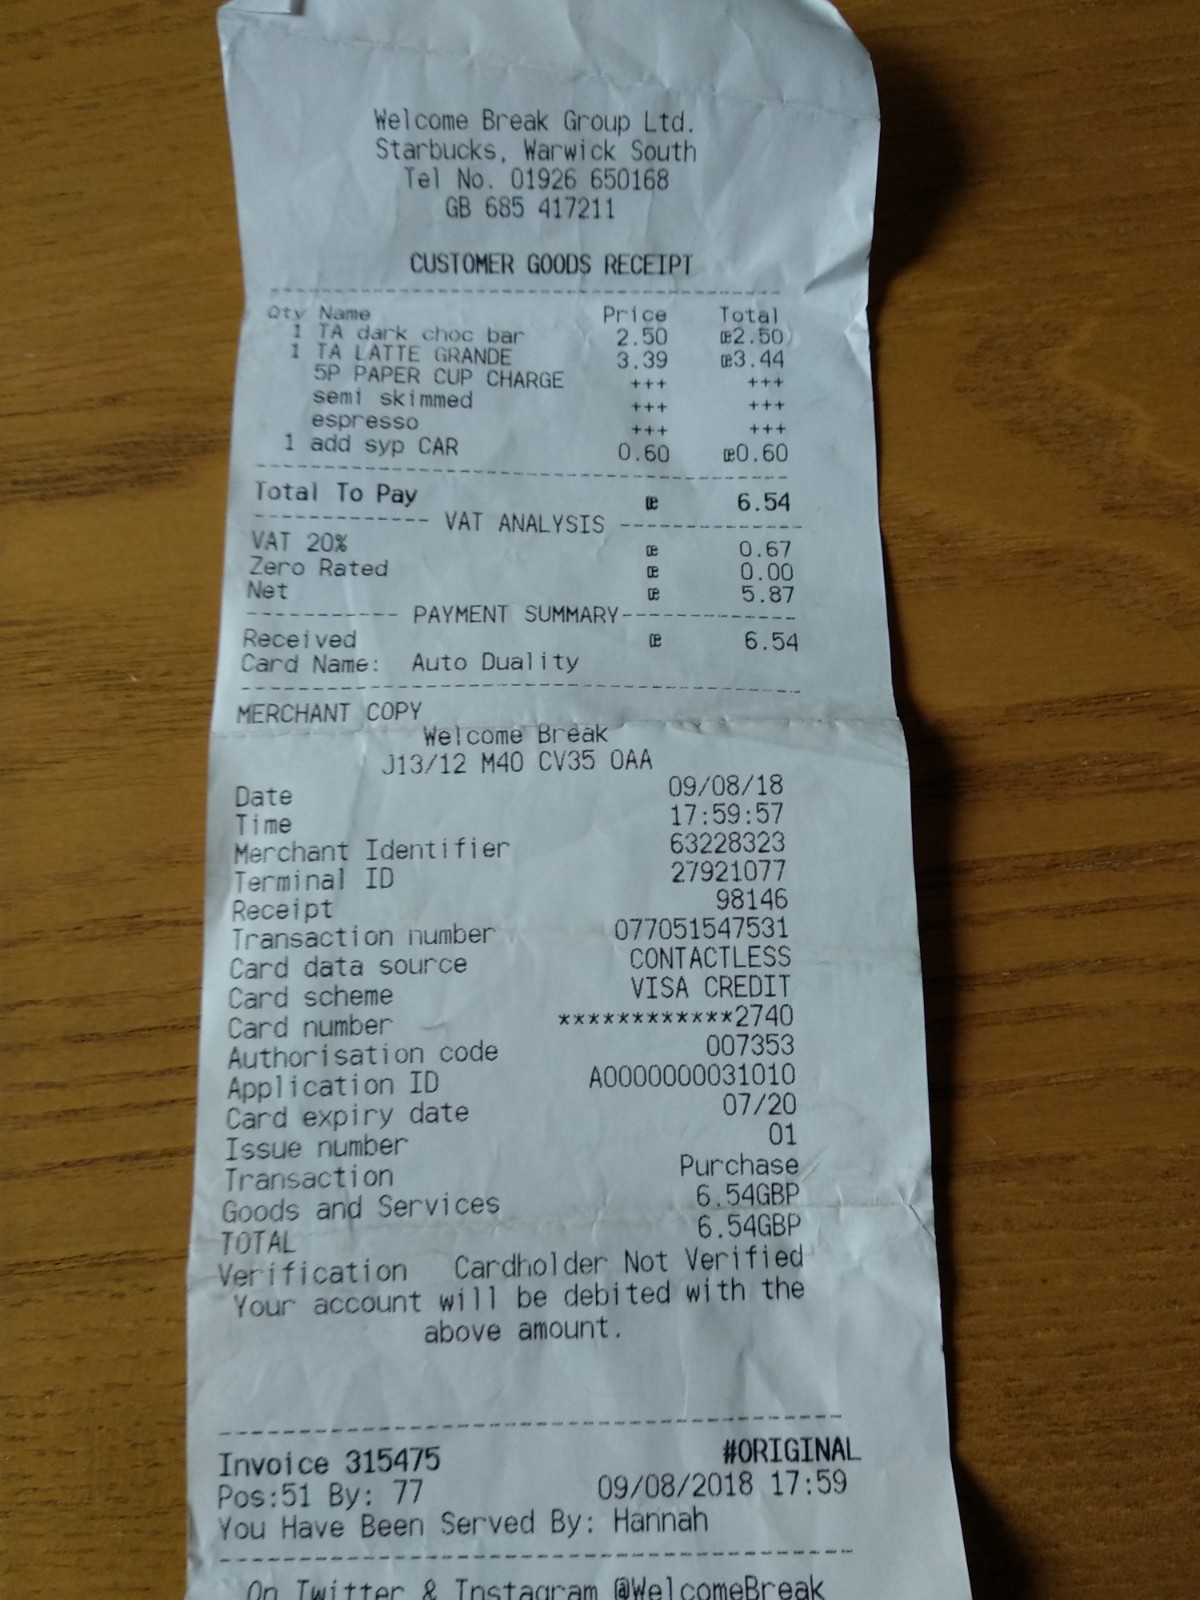 Welcome Break Group Ltd.
Starbucks, Warwick South
Tel No. 01926 650168
GB 685 417211
CUSTOMER GOODS RECEIPT
Qty Name Price Total
1 TA dark choc bar 2.50 œ2.50
1 TA LATTE GRANDE 3.39 œ3.44
5P PAPER CUP CHARGE +++ +++
semi skimmed +++ +++
espresso +++ +++
1 add syp CAR 0.60 œ0.60
Total To Pay œ 6.54
VAT ANALYSIS
VAT 20% œ 0.67
Zero Rated œ 0.00
Net œ 5.87
PAYMENT SUMMARY
Received œ 6.54
Card Name: Auto Duality
MERCHANT COPY
Welcome Break
J13/12 M40 CV35 0AA
Date 09/08/18
Time 17:59:57
Merchant Identifier 63228323
Terminal ID 27921077
Receipt 98146
Transaction number 077051547531
Card data source CONTACTLESS
Card scheme VISA CREDIT
Card number ************2740
Authorisation code 007353
Application ID A0000000031010
Card expiry date 07/20
Issue number 01
Transaction Purchase
Goods and Services 6.54GBP
TOTAL 6.54GBP
Verification Cardholder Not Verified
Your account will be debited with the
above amount.
Invoice 315475 #ORIGINAL
Pos:51 By: 77 09/08/2018 17:59
You Have Been Served By: Hannah
On Twitter & Instagram @WelcomeBreak